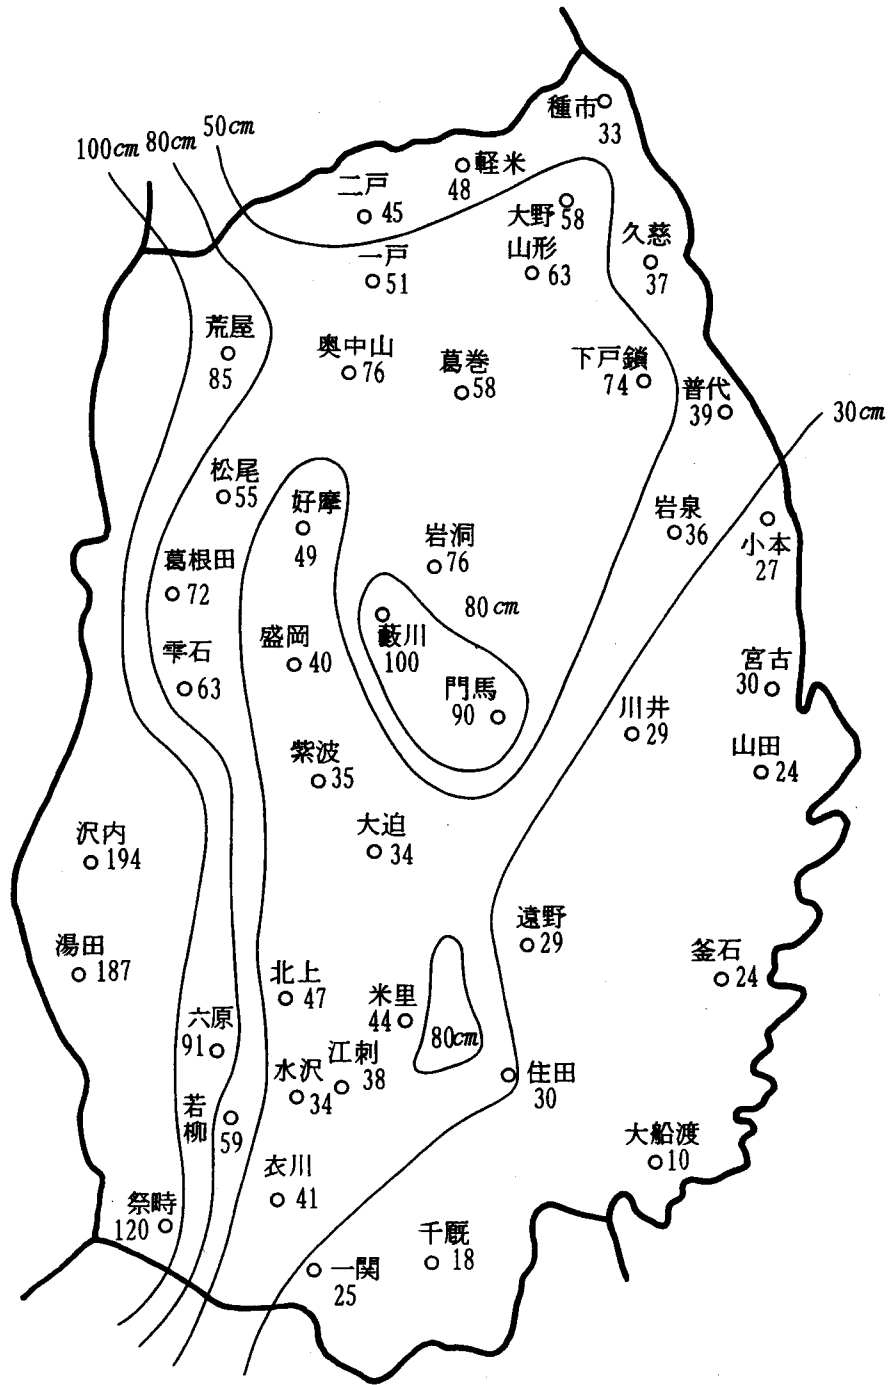 種市
33
50cm
80cm
100cm
軽米
48
二戸
45
大野
58
山形
63
久慈
37
一戸
51
荒屋
85
奥中山
76
葛巻
58
下戸鎖
74
普代
39
30cm
松尾
55
好摩
49
岩泉
36
小本
27
岩洞
76
葛根田
72
80cm
藪川
100
盛岡
40
雫石
63
門馬
90
宮古
30
川井
29
山田
24
紫波
35
大迫
34
沢内
194
遠野
29
湯田
187
釜石
24
北上
47
米里
44
80cm
六原
91
江刺
38
水沢
34
住田
30
若柳
59
大船渡
10
衣川
41
祭畤
120
千厩
18
一関
25